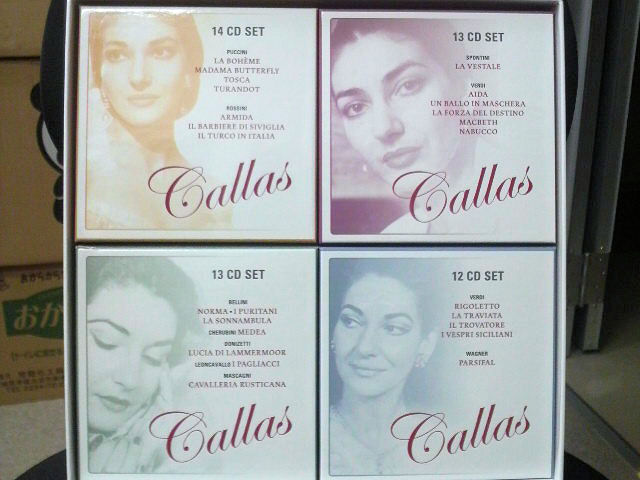 14 CD SET
PUCCINI
LA BOHÈME
MADAMA BUTTERFLY
TOSCA
TURANDOT
ROSSINI
ARMIDA
IL BARBIERE DI SIVIGLIA
IL TURCO IN ITALIA
Callas
13 CD SET
SPONTINI
LA VESTALE
VERDI
AIDA
UN BALLO IN MASCHERA
LA FORZA DEL DESTINO
MACBETH
NABUCCO
Callas
13 CD SET
BELLINI
NORMA • I PURITANI
LA SONNAMBULA
CHERUBINI MEDEA
DONIZETTI
LUCIA DI LAMMERMOOR
LEONCAVALLO I PAGLIACCI
MASCAGNI
CAVALLERIA RUSTICANA
Callas
12 CD SET
VERDI
RIGOLETTO
LA TRAVIATA
IL TROVATORE
I VESPRI SICILIANI
WAGNER
PARSIFAL
Callas
おか